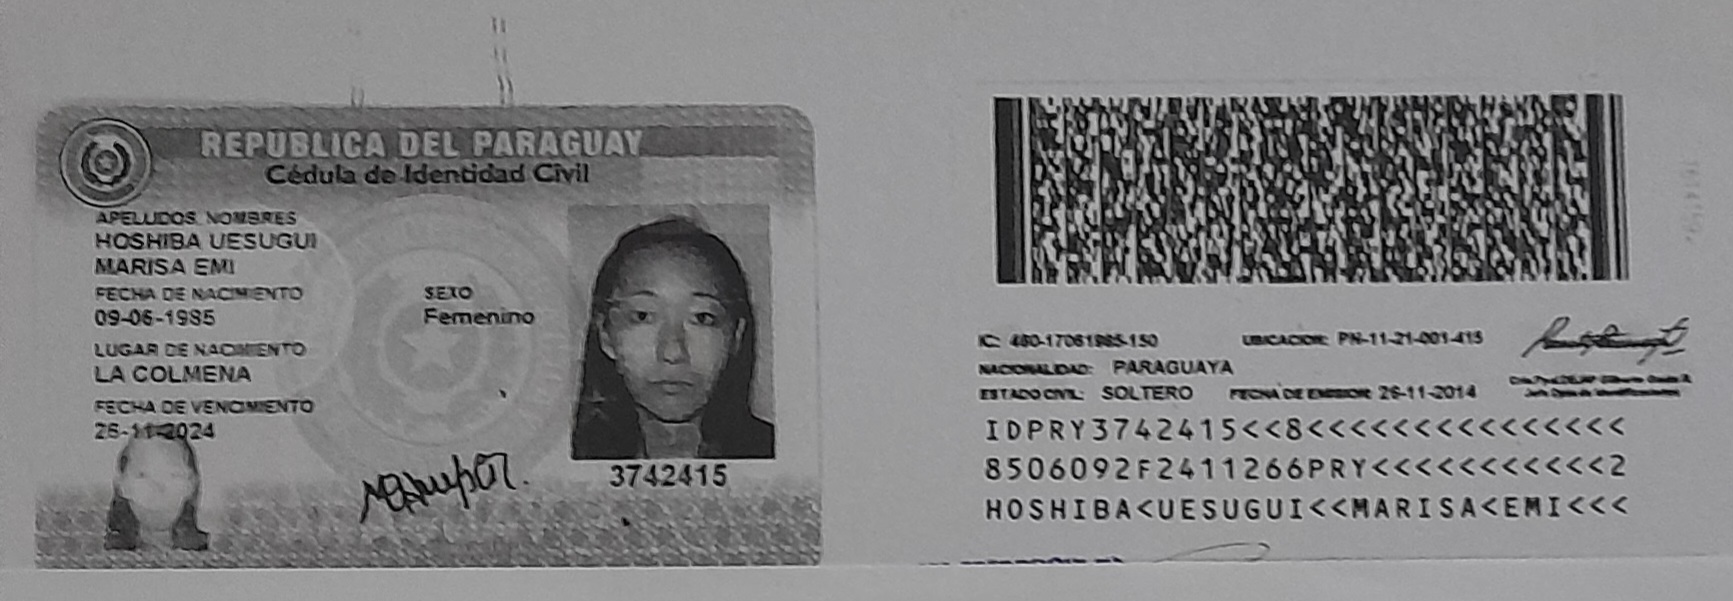 REPUBLICA DEL PARAGUAY
Cédula de Identidad Civil
APELLIDOS, NOMBRES
HOSHIBA UESUGUI
MARISA EMI
FECHA DE NACIMIENTO
09-06-1985
SEXO
Femenino
LUGAR DE NACIMIENTO
LA COLMENA
FECHA DE VENCIMIENTO
26-11-2024
3742415
IC: 480-17061985-150 UBICACION: PN-11-21-001-415
NACIONALIDAD: PARAGUAYA
ESTADO CIVIL: SOLTERO FECHA DE EMISION: 26-11-2014
IDPRY3742415<<8<<<<<<<<<<<<<<<
8506092F2411266PRY<<<<<<<<<<<2
HOSHIBA<UESUGUI<<MARISA<EMI<<<